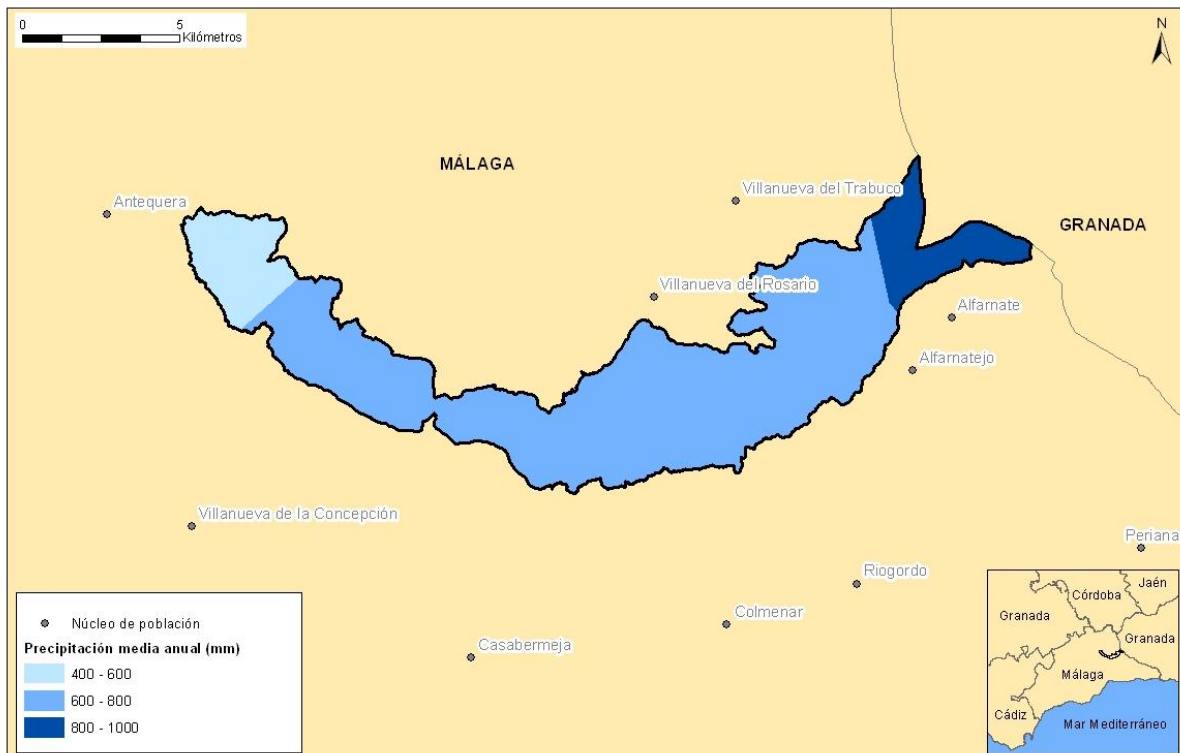 0 5
Kilómetros
N
MÁLAGA
Antequera
Villanueva del Trabuco
GRANADA
Villanueva del Rosario
Alfarnate
Alfarnatejo
Villanueva de la Concepción
Periana
Riogordo
Colmenar
Casabermeja
Núcleo de población
Precipitación media anual (mm)
400 - 600
600 - 800
800 - 1000
Jaén
Córdoba
Granada
Granada
Málaga
Cádiz
Mar Mediterráneo